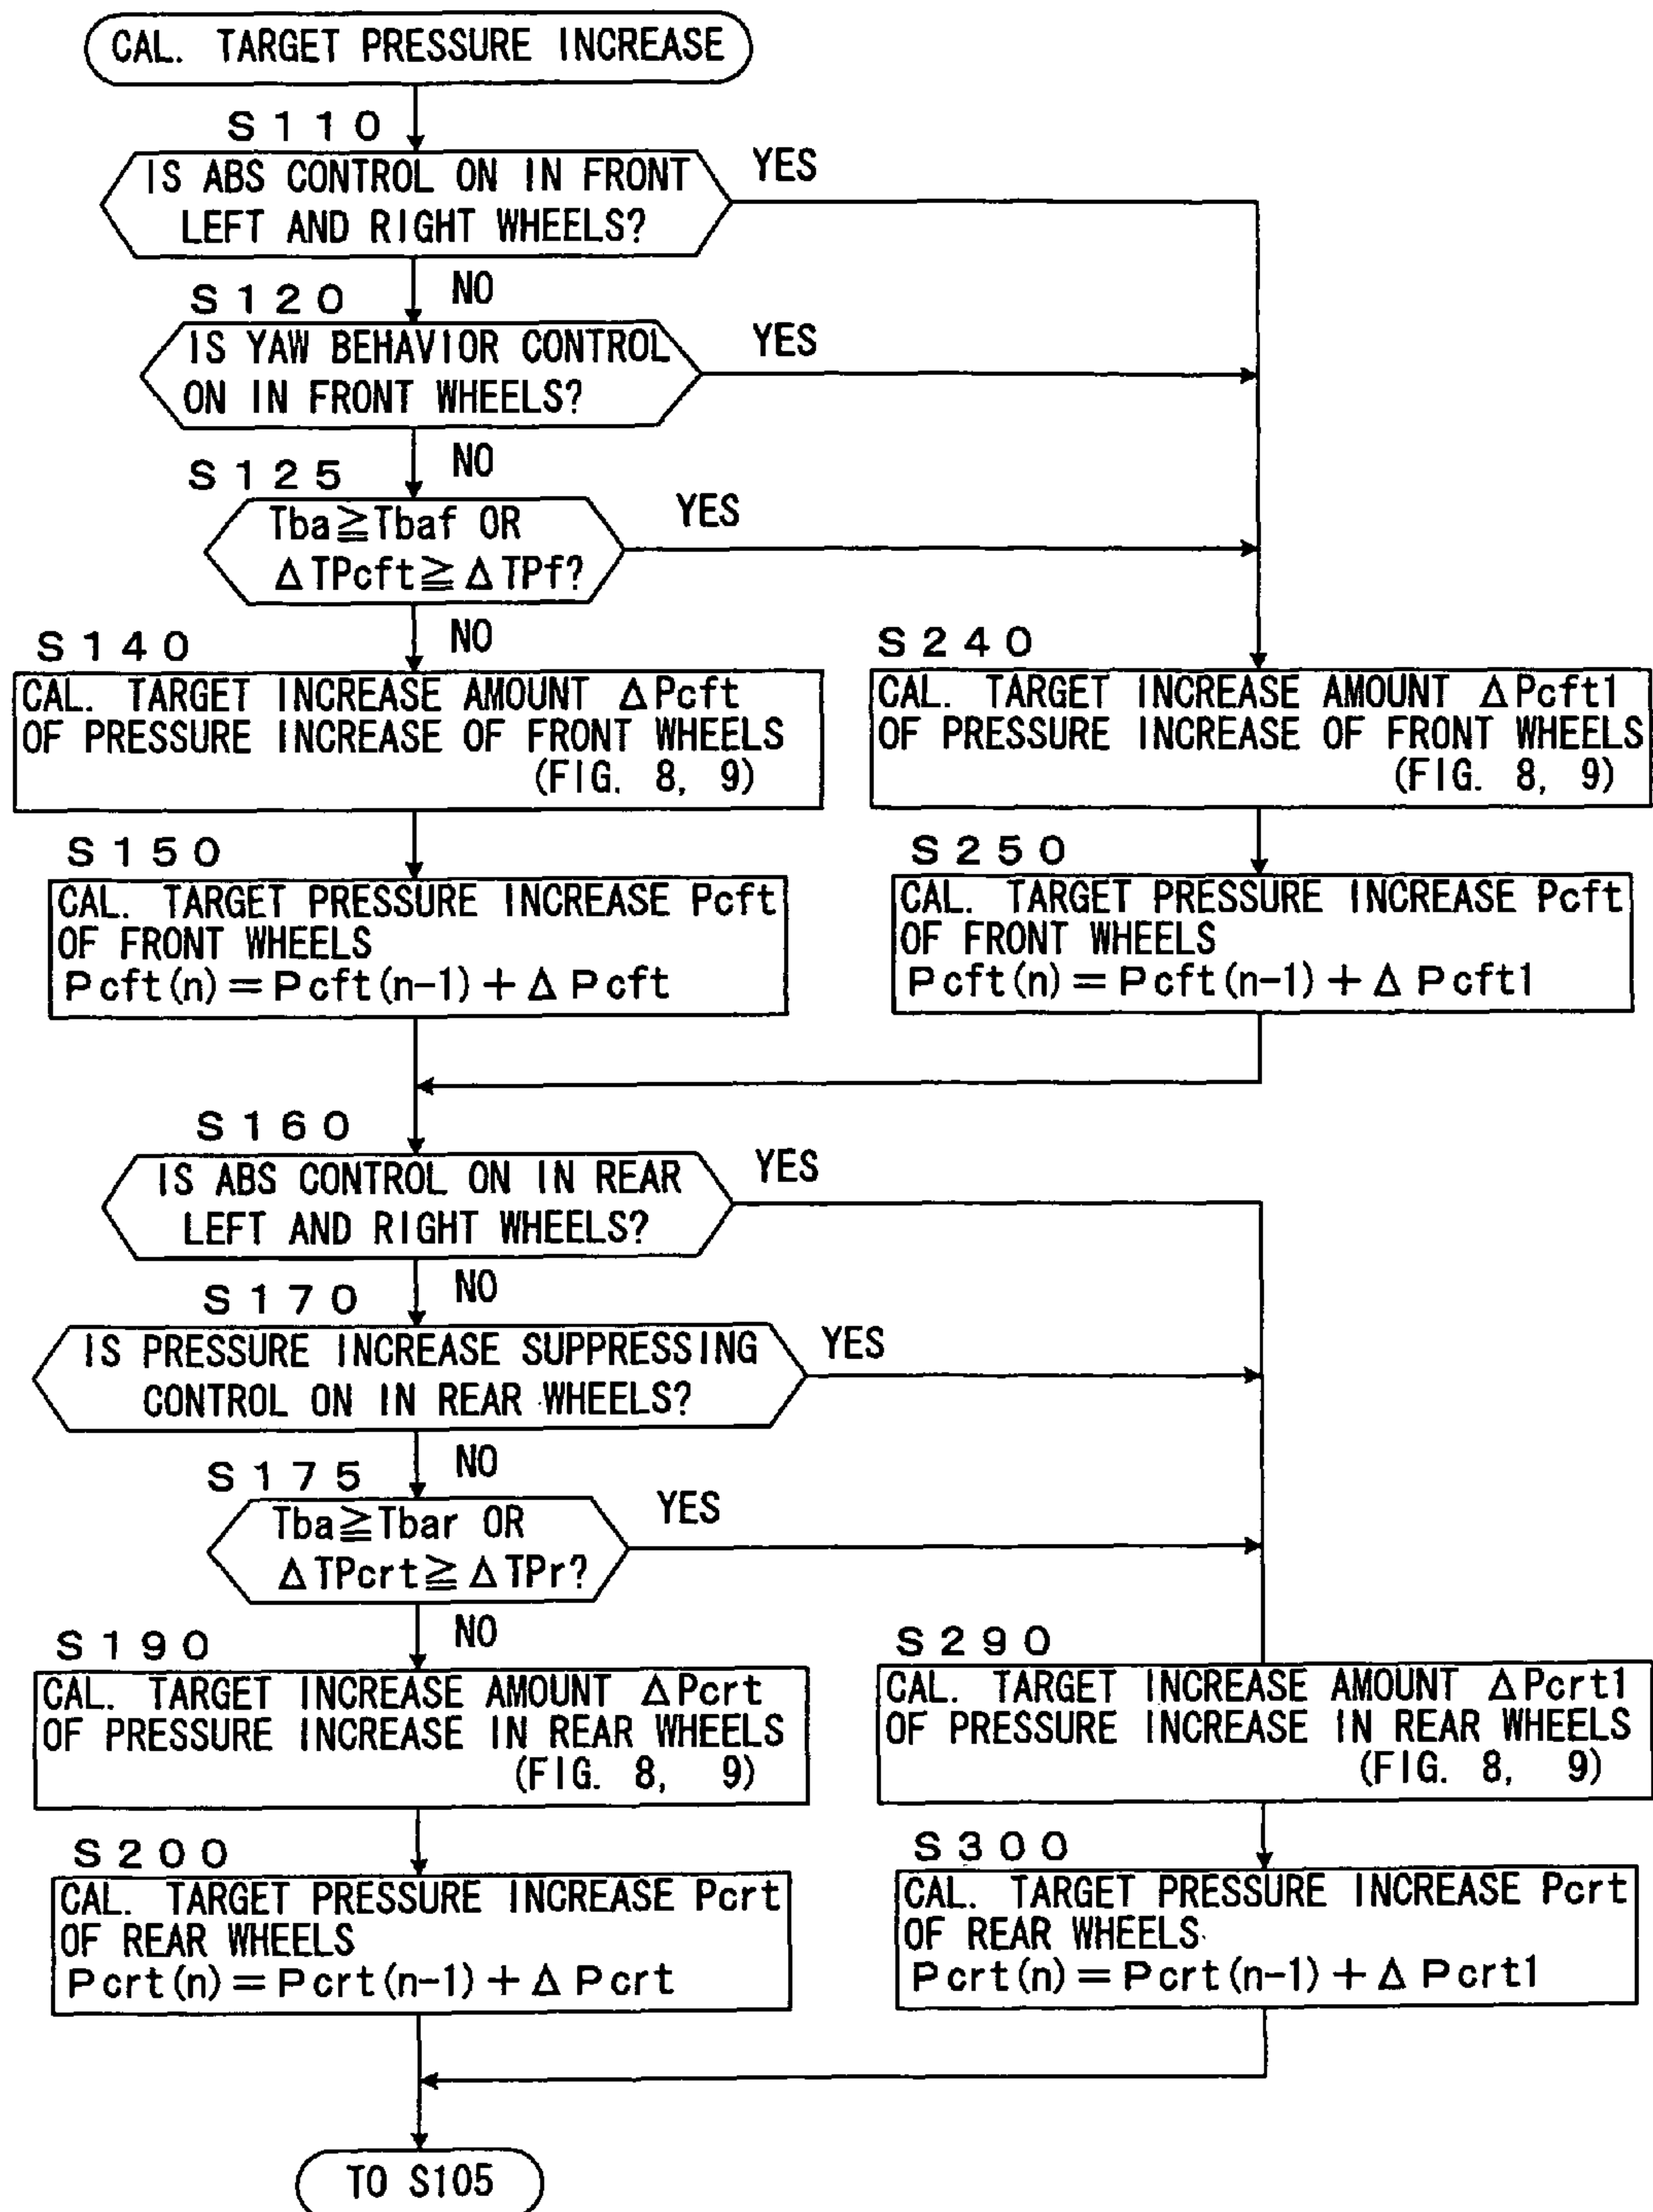 CAL. TARGET PRESSURE INCREASE
S110
IS ABS CONTROL ON IN FRONT
LEFT AND RIGHT WHEELS?
YES
NO
S120
IS YAW BEHAVIOR CONTROL
ON IN FRONT WHEELS?
YES
NO
S125
Tba≧Tbaf OR
ΔTPcft≧ΔTPf?
YES
NO
S140
CAL. TARGET INCREASE AMOUNT ΔPcft
OF PRESSURE INCREASE OF FRONT WHEELS
(FIG. 8, 9)
S240
CAL. TARGET INCREASE AMOUNT ΔPcft1
OF PRESSURE INCREASE OF FRONT WHEELS
(FIG. 8, 9)
S150
CAL. TARGET PRESSURE INCREASE Pcft
OF FRONT WHEELS
Pcft(n)=Pcft(n-1)+ΔPcft
S250
CAL. TARGET PRESSURE INCREASE Pcft
OF FRONT WHEELS
Pcft(n)=Pcft(n-1)+ΔPcft1
S160
IS ABS CONTROL ON IN REAR
LEFT AND RIGHT WHEELS?
YES
NO
S170
IS PRESSURE INCREASE SUPPRESSING
CONTROL ON IN REAR WHEELS?
YES
NO
S175
Tba≧Tbar OR
ΔTPcrt≧ΔTPr?
YES
NO
S190
CAL. TARGET INCREASE AMOUNT ΔPcrt
OF PRESSURE INCREASE IN REAR WHEELS
(FIG. 8, 9)
S290
CAL. TARGET INCREASE AMOUNT ΔPcrt1
OF PRESSURE INCREASE IN REAR WHEELS
(FIG. 8, 9)
S200
CAL. TARGET PRESSURE INCREASE Pcrt
OF REAR WHEELS
Pcrt(n)=Pcrt(n-1)+ΔPcrt
S300
CAL. TARGET PRESSURE INCREASE Pcrt
OF REAR WHEELS
Pcrt(n)=Pcrt(n-1)+ΔPcrt1
TO S105